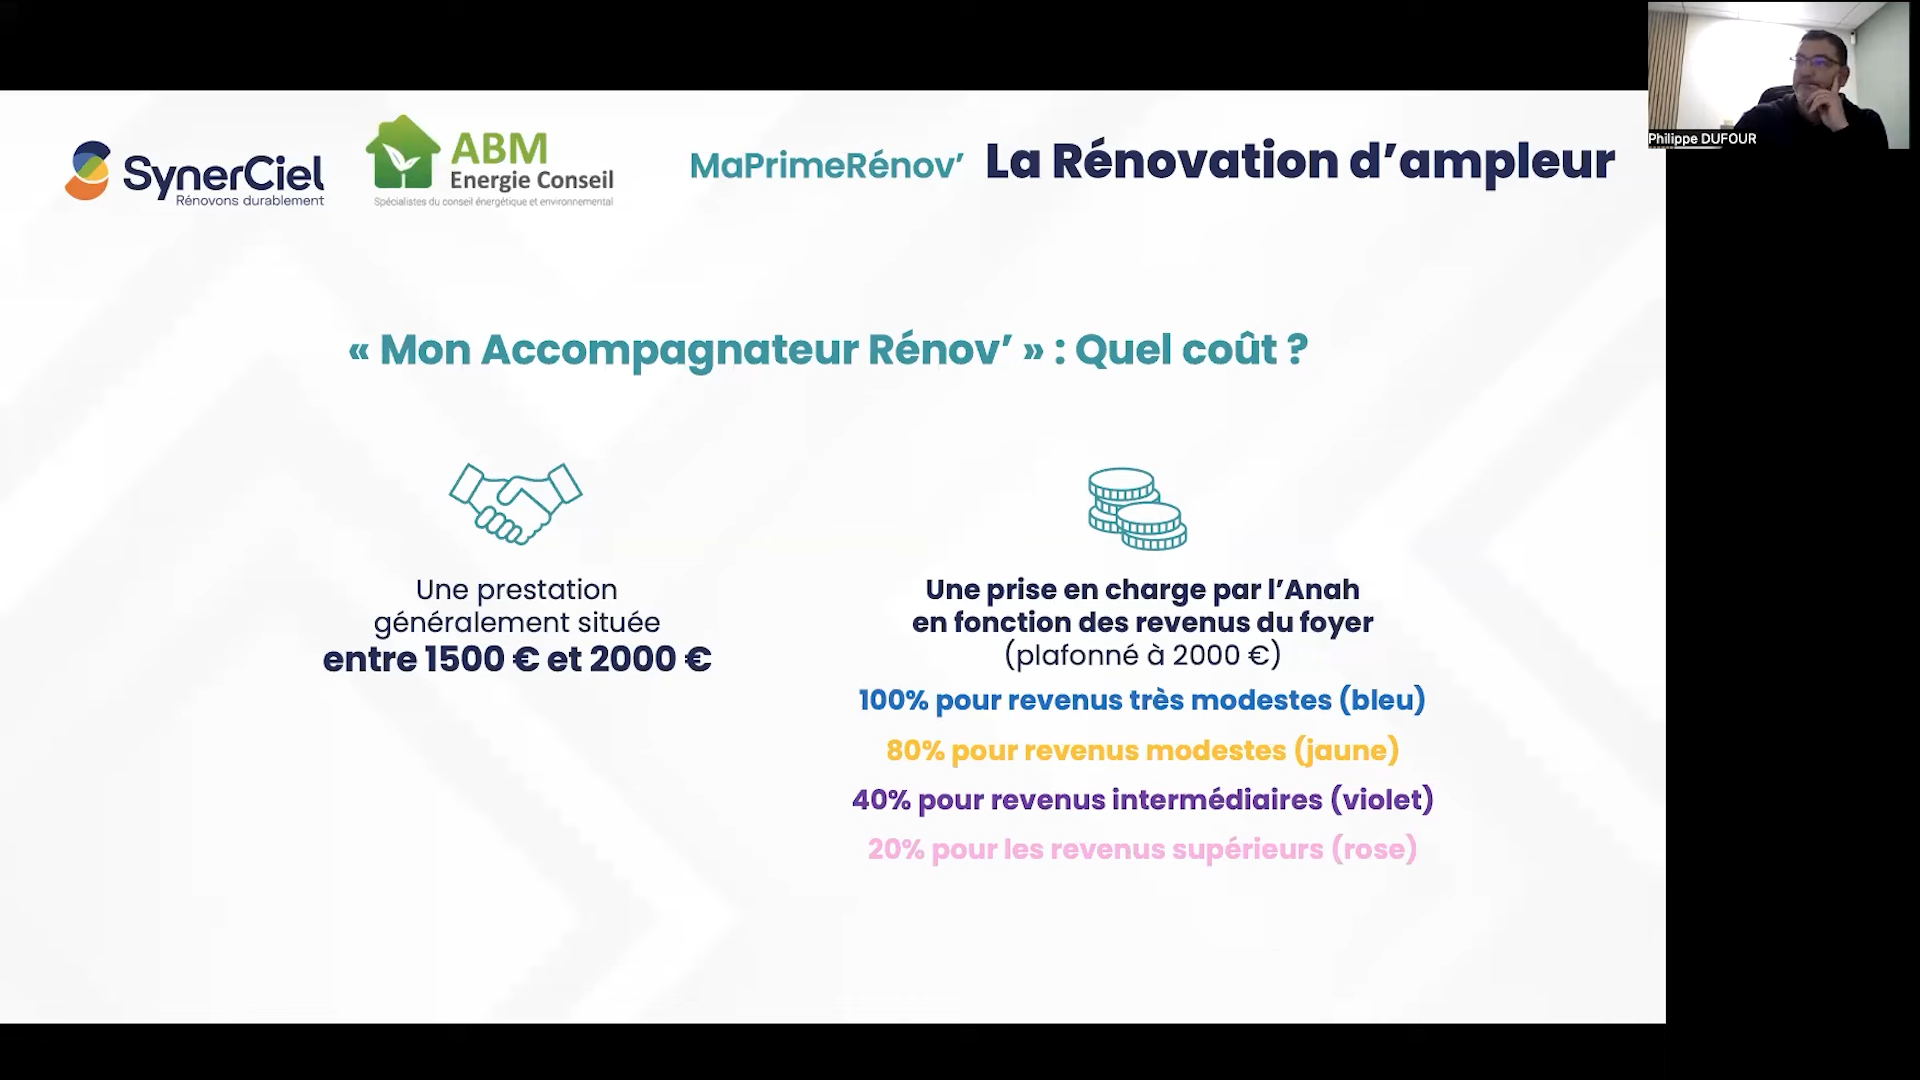 SynerCiel
Rénovons durablement
ABM
Energie Conseil
Spécialistes du conseil énergétique et environnemental
MaPrimeRénov’ La Rénovation d’ampleur
Philippe DUFOUR
« Mon Accompagnateur Rénov’ » : Quel coût ?
Une prestation
généralement située
entre 1500 € et 2000 €
Une prise en charge par l’Anah
en fonction des revenus du foyer
(plafonné à 2000 €)
100% pour revenus très modestes (bleu)
80% pour revenus modestes (jaune)
40% pour revenus intermédiaires (violet)
20% pour les revenus supérieurs (rose)